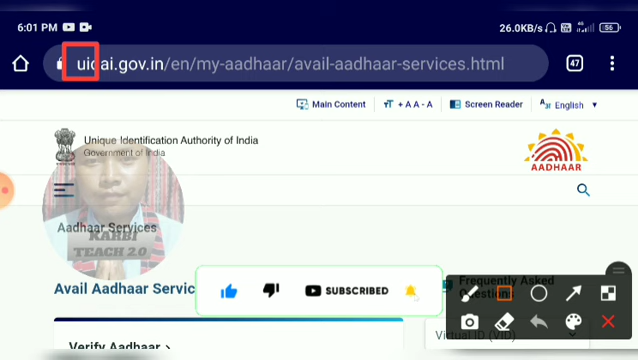 6:01 PM 26.0KB/s 56
uidai.gov.in/en/my-aadhaar/avail-aadhaar-services.html 47
Main Content + A A - A Screen Reader English
Unique Identification Authority of India
Government of India
AADHAAR
Aadhaar Services
KARBI
TEACH 2.0
SUBSCRIBED
Avail Aadhaar Servic
Frequently Asked
Questions
Verify Aadhaar
Virtual ID (VID)